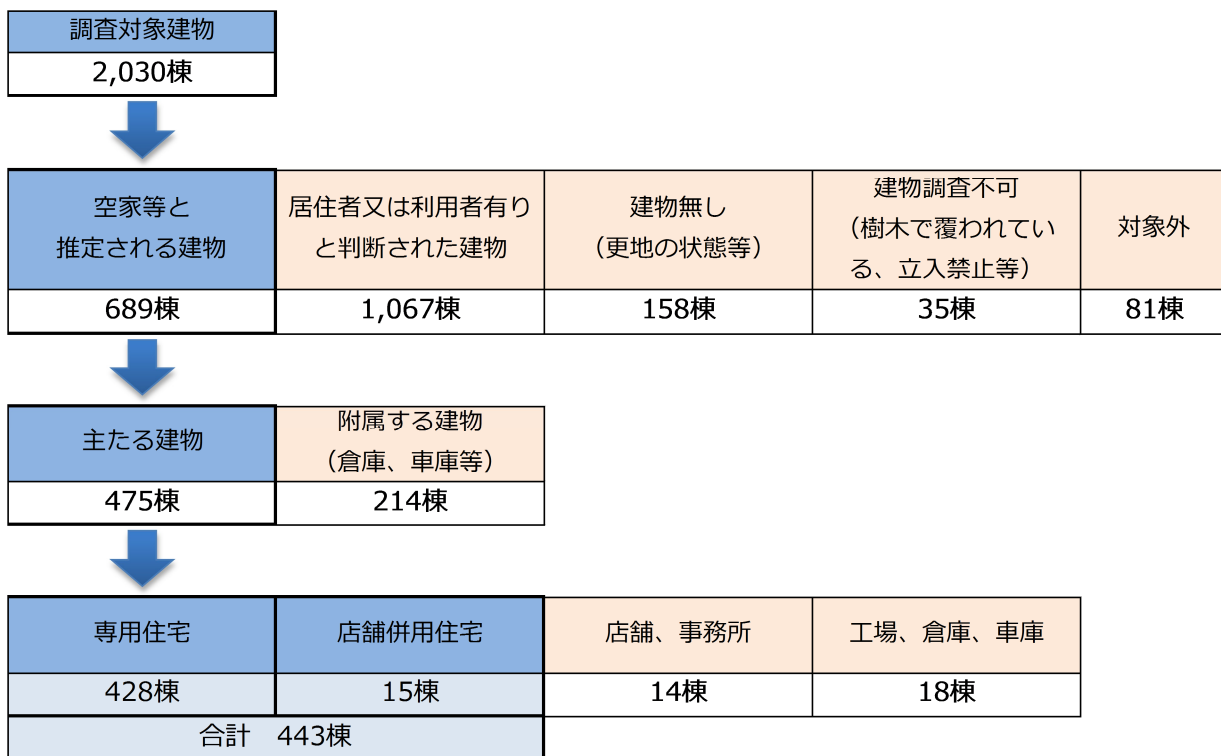 調査対象建物
2,030棟
空家等と
推定される建物
居住者又は利用者有り
と判断された建物
建物無し
（更地の状態等）
建物調査不可
（樹木で覆われてい
る、立入禁止等）
対象外
689棟
1,067棟
158棟
35棟
81棟
主たる建物
附属する建物
（倉庫、車庫等）
475棟
214棟
専用住宅
店舗併用住宅
店舗、事務所
工場、倉庫、車庫
428棟
15棟
14棟
18棟
合計　443棟